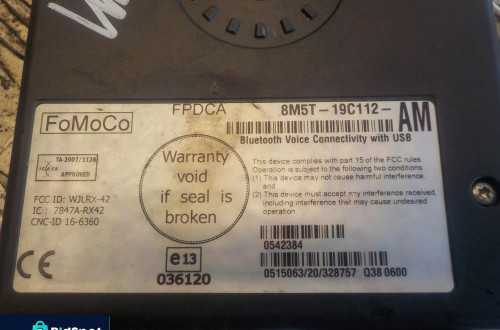 FPDCA
8M5T-19C112-
AM
FoMoCo
Bluetooth Voice Connectivity with USB
TA-2007/1136
APPROVED
Warranty
void
if seal is
broken
This device complies with part 15 of the FCC rules
Operation is subject to the following two conditions.
(1) This device may not cause harmful interference,
and
(2) This device must accept any interference received,
including interference that may cause undesired
operation
FCC ID: WJLRX-42
IC : 7847A-RX42
CNC-ID 16-6360
CE
0542384
e13
036120
0515063/20/328757 Q38 0600
BidSpot